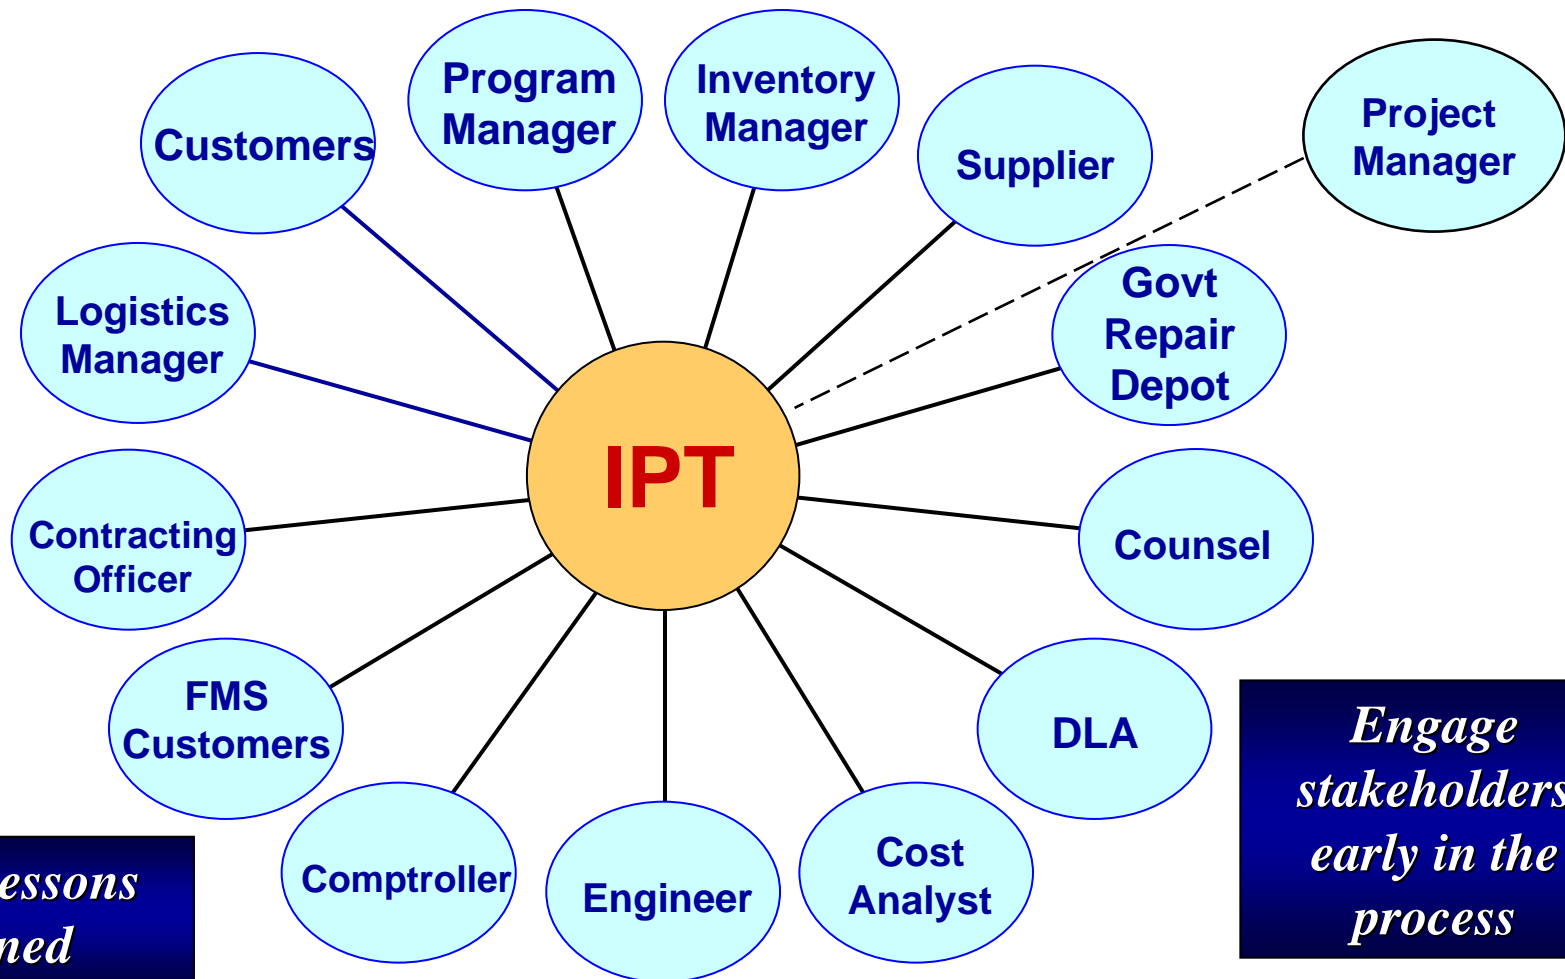 Program
Manager
Inventory
Manager
Customers
Supplier
Project
Manager
Logistics
Manager
Govt
Repair
Depot
IPT
Contracting
Officer
Counsel
FMS
Customers
DLA
Comptroller
Engineer
Cost
Analyst
Engage
stakeholders
early in the
process